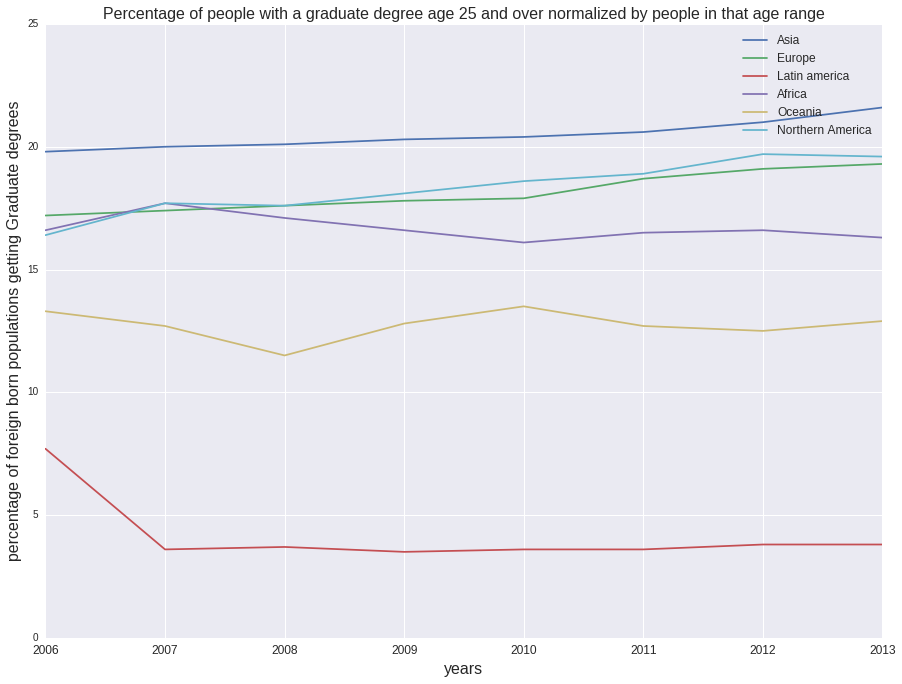 Percentage of people with a graduate degree age 25 and over normalized by people in that age range
percentage of foreign born populations getting Graduate degrees
25
20
15
10
5
0
Asia
Europe
Latin america
Africa
Oceania
Northern America
2006 2007 2008 2009 2010 2011 2012 2013
years